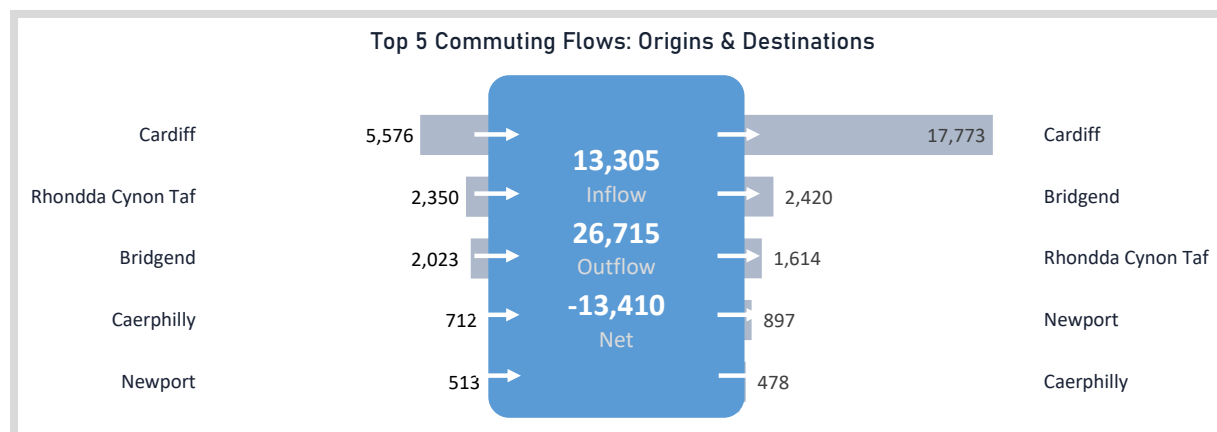 Top 5 Commuting Flows: Origins & Destinations
Cardiff 5,576 17,773 Cardiff
13,305
Inflow
Rhondda Cynon Taf 2,350 2,420 Bridgend
26,715
Bridgend 2,023 Outflow 1,614 Rhondda Cynon Taf
-13,410
Caerphilly 712 897 Newport
Net
Newport 513 478 Caerphilly